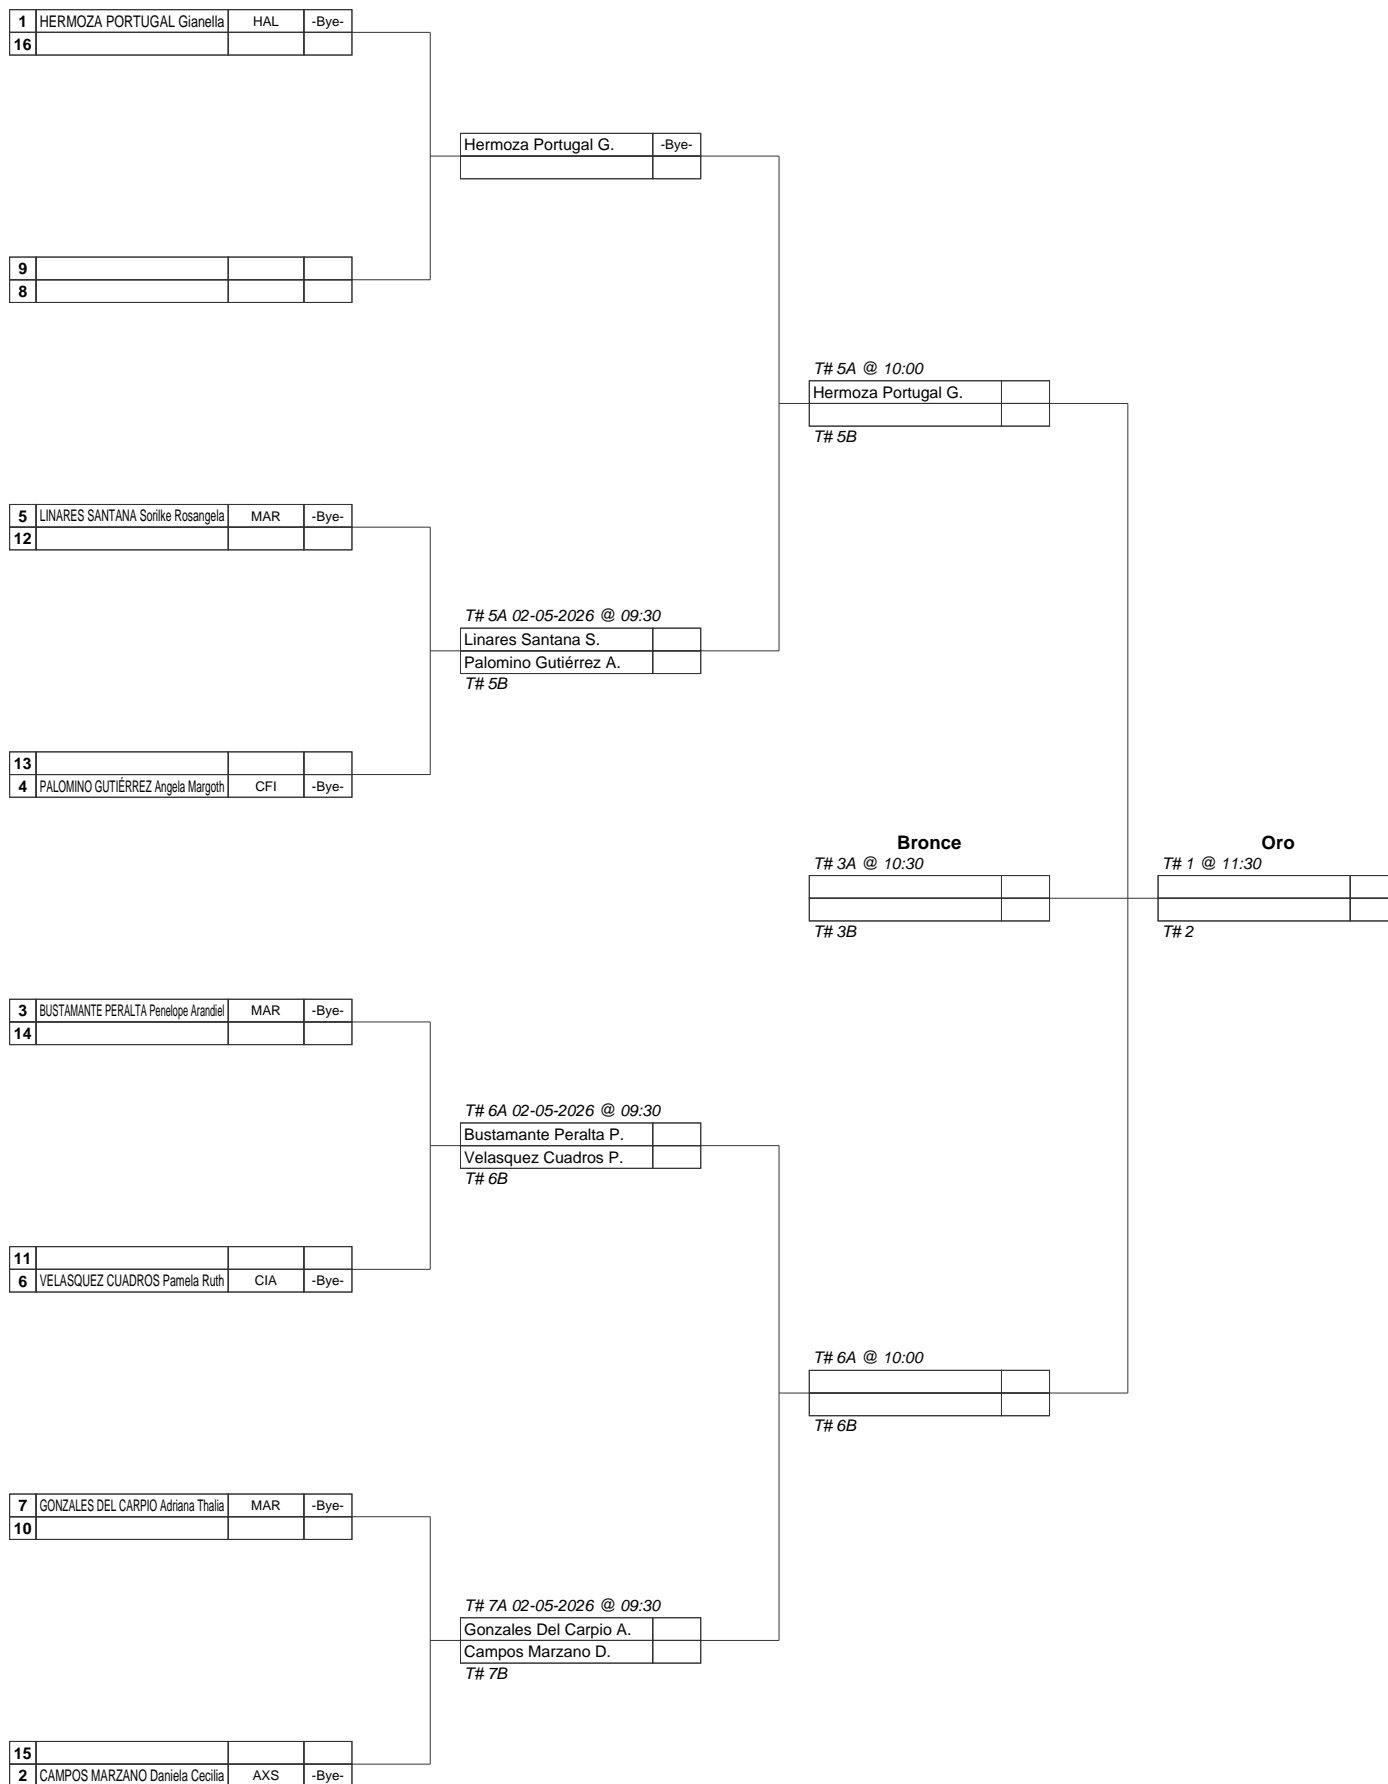 1 HERMOZA PORTUGAL Gianella HAL -Bye-
16
Hermoza Portugal G. -Bye-
9
8
T# 5A @ 10:00
Hermoza Portugal G.
T# 5B
5 LINARES SANTANA Sorilke Rosangela MAR -Bye-
12
T# 5A 02-05-2026 @ 09:30
Linares Santana S.
Palomino Gutiérrez A.
T# 5B
13
4 PALOMINO GUTIÉRREZ Angela Margoth CFI -Bye-
Bronce Oro
T# 3A @ 10:30 T# 1 @ 11:30
T# 3B T# 2
3 BUSTAMANTE PERALTA Penelope Arandiel MAR -Bye-
14
T# 6A 02-05-2026 @ 09:30
Bustamante Peralta P.
Velasquez Cuadros P.
T# 6B
11
6 VELASQUEZ CUADROS Pamela Ruth CIA -Bye-
T# 6A @ 10:00
T# 6B
7 GONZALES DEL CARPIO Adriana Thalia MAR -Bye-
10
T# 7A 02-05-2026 @ 09:30
Gonzales Del Carpio A.
Campos Marzano D.
T# 7B
15
2 CAMPOS MARZANO Daniela Cecilia AXS -Bye-